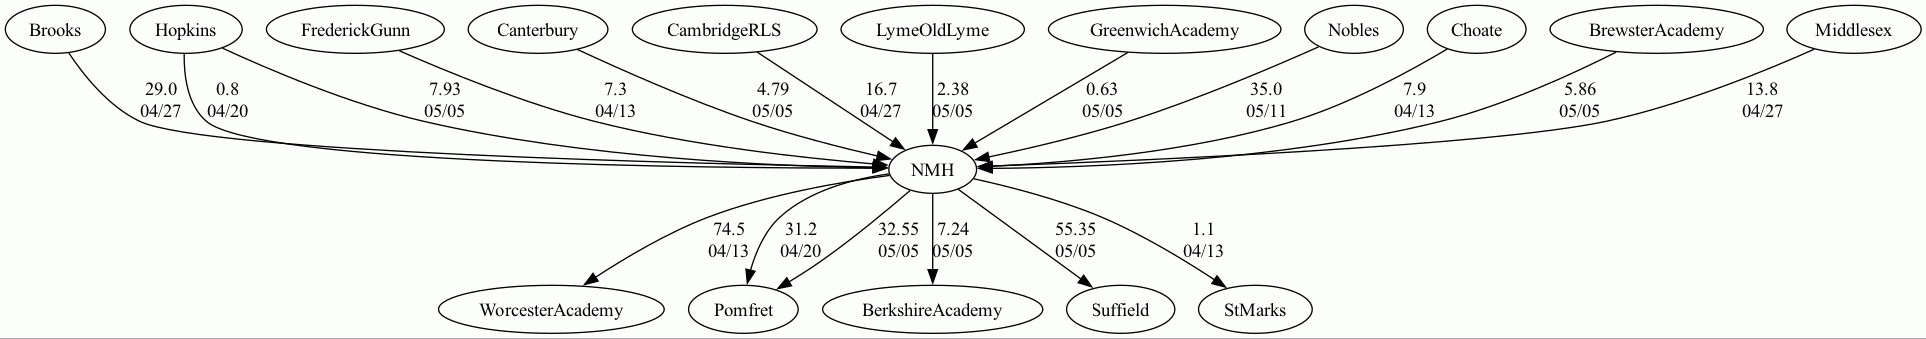 Brooks
Hopkins
FrederickGunn
Canterbury
CambridgeRLS
LymeOldLyme
GreenwichAcademy
Nobles
Choate
BrewsterAcademy
Middlesex
29.0
04/27
0.8
04/20
7.93
05/05
7.3
04/13
4.79
05/05
16.7
04/27
2.38
05/05
0.63
05/05
35.0
05/11
7.9
04/13
5.86
05/05
13.8
04/27
NMH
74.5
04/13
31.2
04/20
32.55
05/05
7.24
05/05
55.35
05/05
1.1
04/13
WorcesterAcademy
Pomfret
BerkshireAcademy
Suffield
StMarks